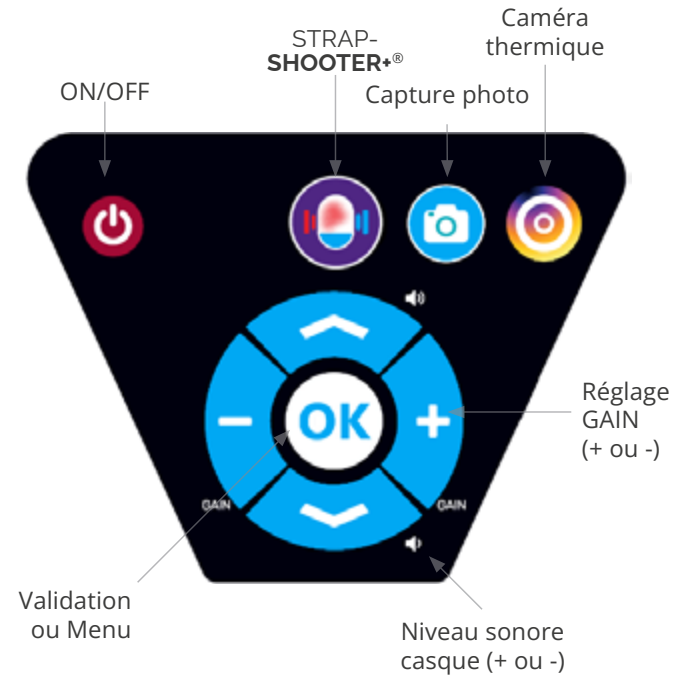 Caméra
thermique
STRAP-
SHOOTER+®
Capture photo
ON/OFF
OK
Réglage
GAIN
(+ ou -)
GAIN
GAIN
Validation
ou Menu
Niveau sonore
casque (+ ou -)